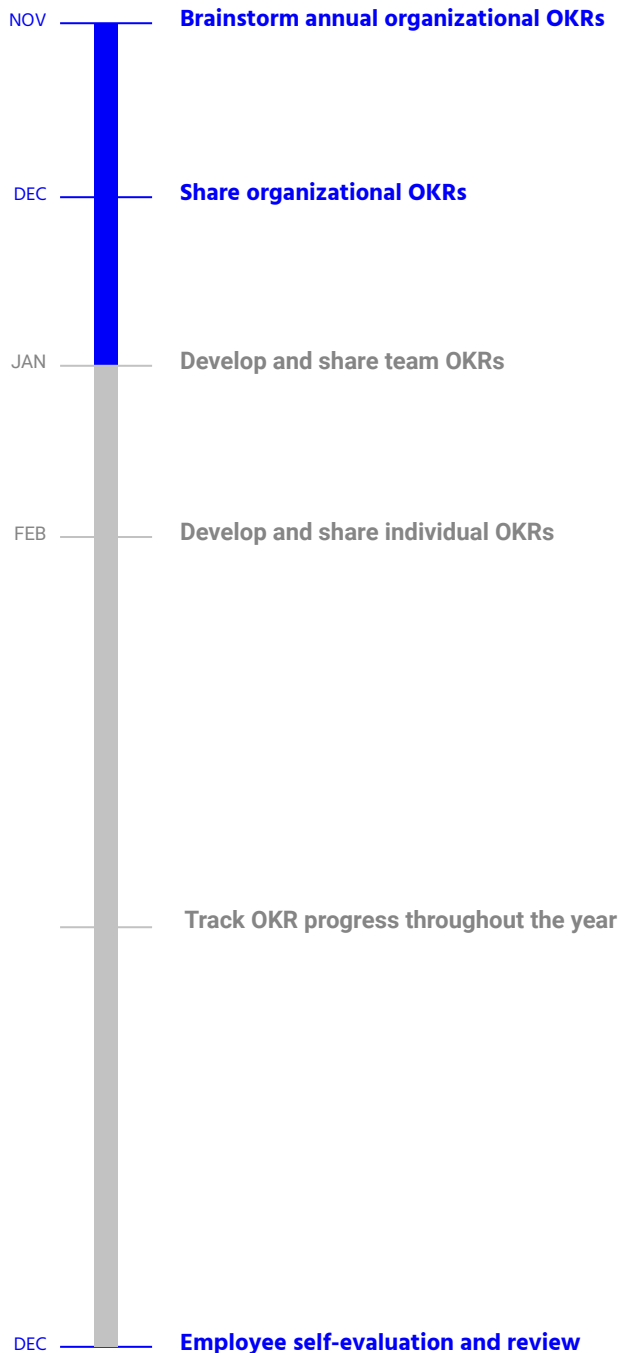 NOV Brainstorm annual organizational OKRs
DEC Share organizational OKRs
JAN Develop and share team OKRs
FEB Develop and share individual OKRs
Track OKR progress throughout the year
DEC Employee self-evaluation and review